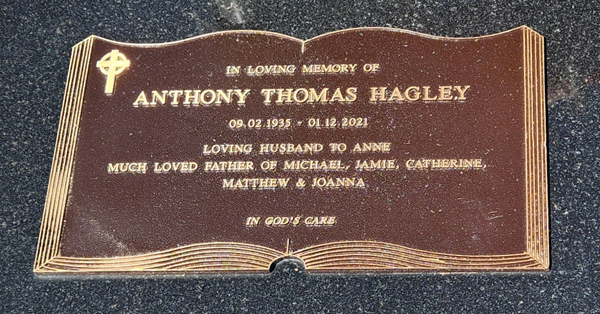 IN LOVING MEMORY OF
ANTHONY THOMAS HAGLEY
09.02.1935 - 01.12.2021
LOVING HUSBAND TO ANNE
MUCH LOVED FATHER OF MICHAEL, JAMIE, CATHERINE,
MATTHEW & JOANNA
IN GOD'S CARE